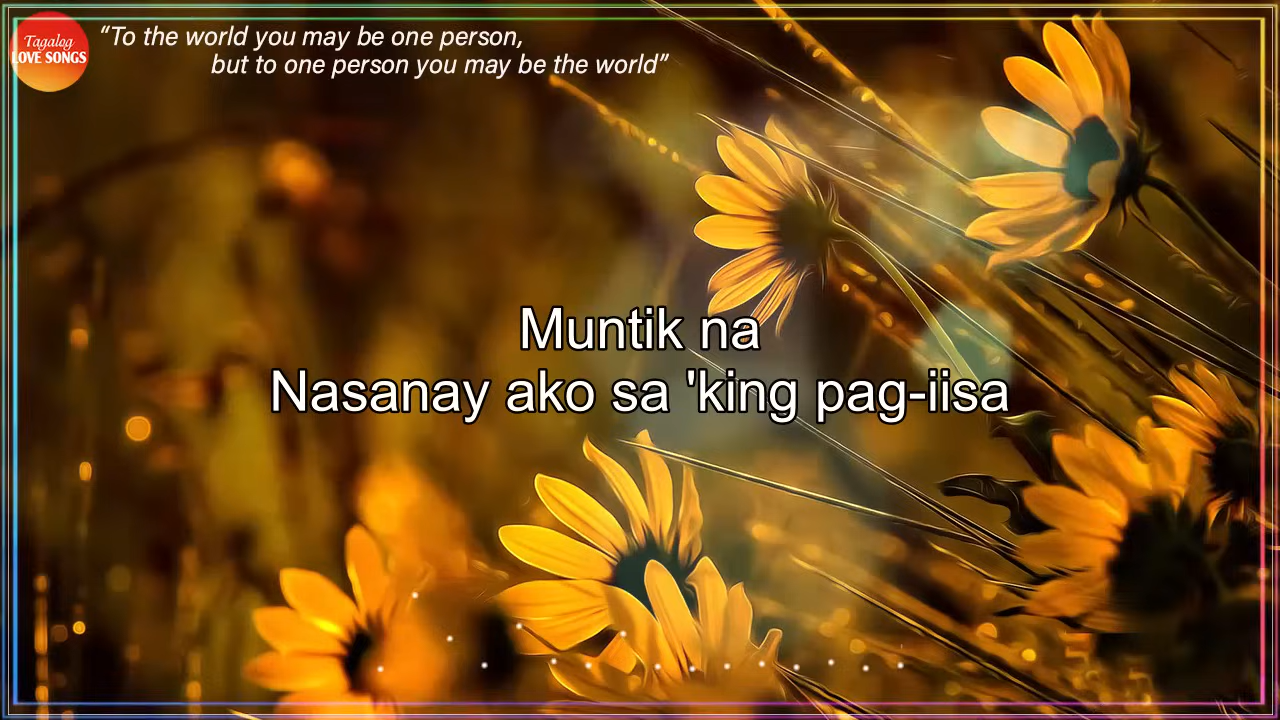 Tagalog
LOVE SONGS
“To the world you may be one person,
but to one person you may be the world”
Muntik na
Nasanay ako sa 'king pag-iisa